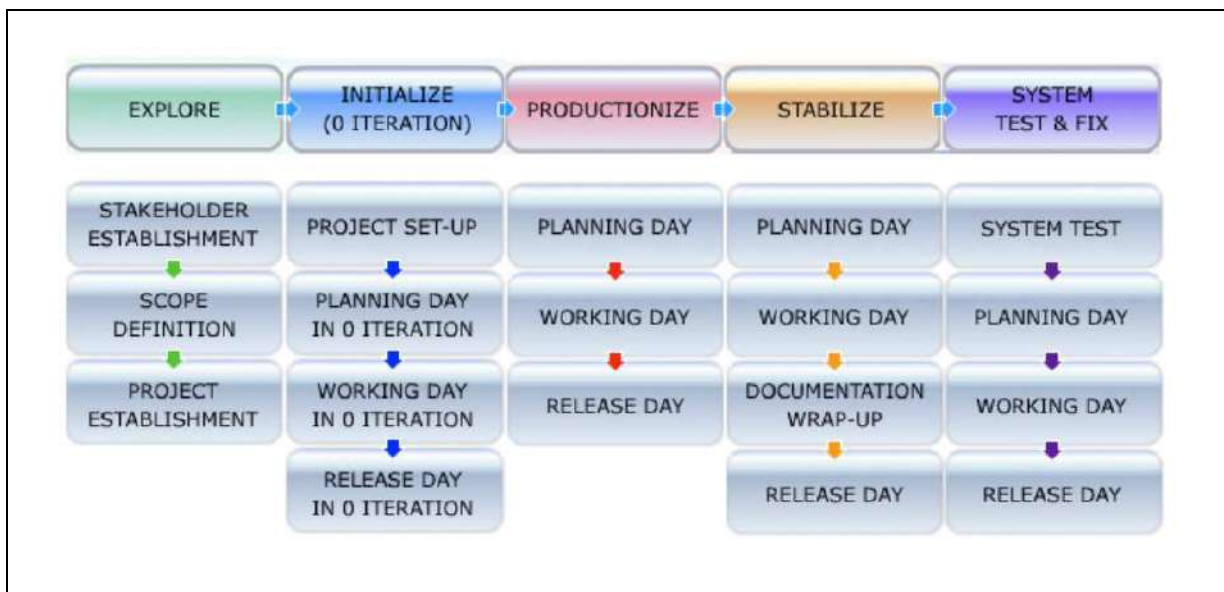 EXPLORE
INITIALIZE
(0 ITERATION)
PRODUCTIONIZE
STABILIZE
SYSTEM
TEST & FIX
STAKEHOLDER
ESTABLISHMENT
SCOPE
DEFINITION
PROJECT
ESTABLISHMENT
PROJECT SET-UP
PLANNING DAY
IN 0 ITERATION
WORKING DAY
IN 0 ITERATION
RELEASE DAY
IN 0 ITERATION
PLANNING DAY
WORKING DAY
RELEASE DAY
PLANNING DAY
WORKING DAY
DOCUMENTATION
WRAP-UP
RELEASE DAY
SYSTEM TEST
PLANNING DAY
WORKING DAY
RELEASE DAY